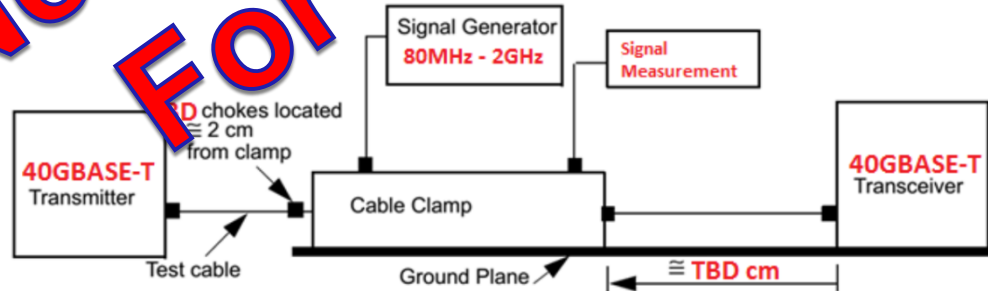 No
For
Signal Generator
80MHz - 2GHz
Signal
Measurement
D chokes located
≅ 2 cm
from clamp
40GBASE-T
Transmitter
Cable Clamp
40GBASE-T
Transceiver
Test cable
Ground Plane
≅ TBD cm